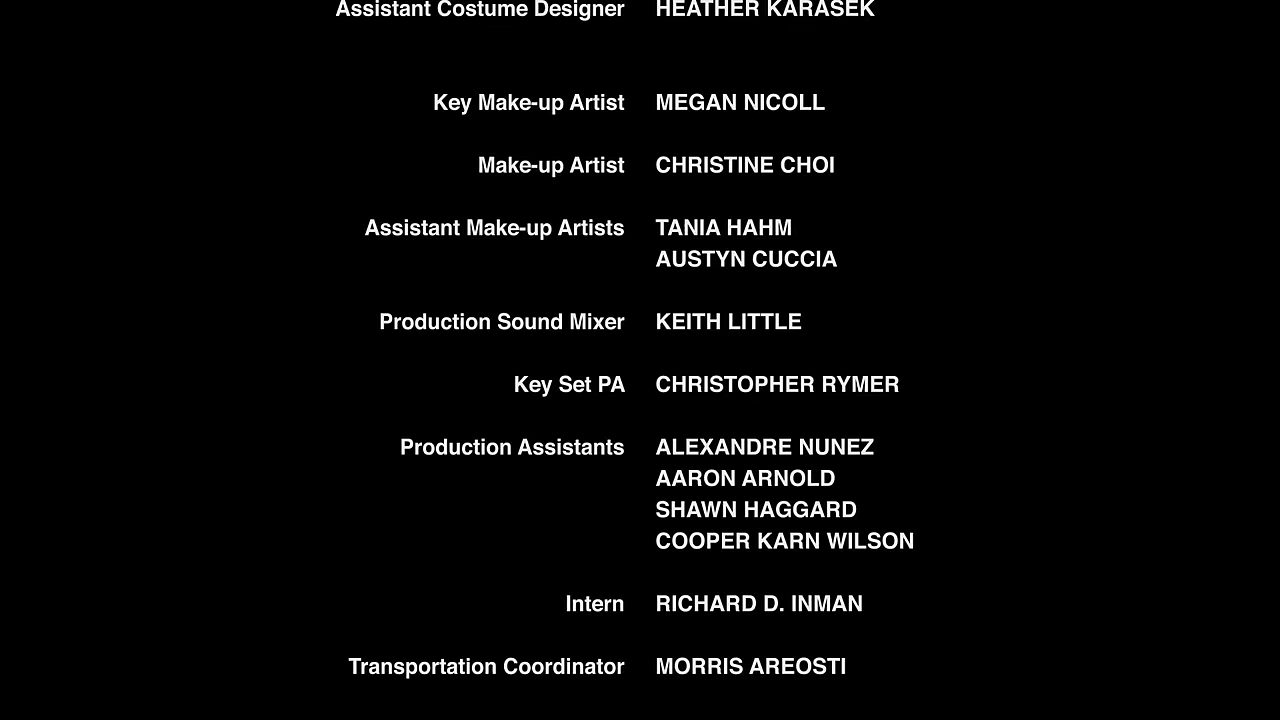 Assistant Costume Designer HEATHER KARASEK
Key Make-up Artist MEGAN NICOLL
Make-up Artist CHRISTINE CHOI
Assistant Make-up Artists TANIA HAHM
AUSTYN CUCCIA
Production Sound Mixer KEITH LITTLE
Key Set PA CHRISTOPHER RYMER
Production Assistants ALEXANDRE NUNEZ
AARON ARNOLD
SHAWN HAGGARD
COOPER KARN WILSON
Intern RICHARD D. INMAN
Transportation Coordinator MORRIS AREOSTI